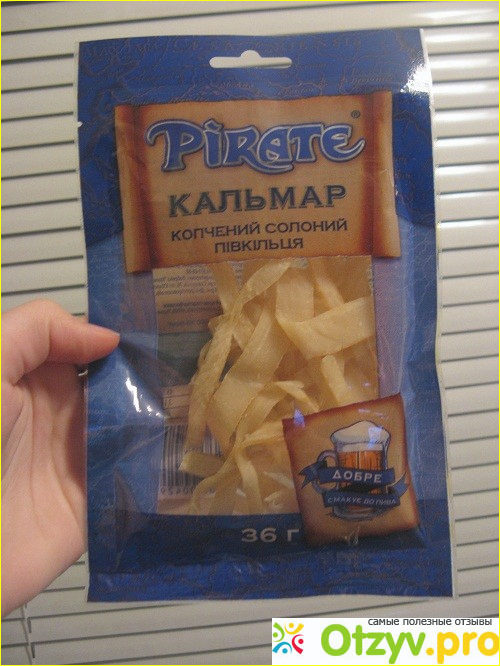 PIRATE®
КАЛЬМАР
КОПЧЕНИЙ СОЛОНИЙ
ПІВКІЛЬЦЯ
ДОБРЕ
СМАКУЄ ДО ПИВА
36 Г
самые полезные отзывы
Otzyv.pro